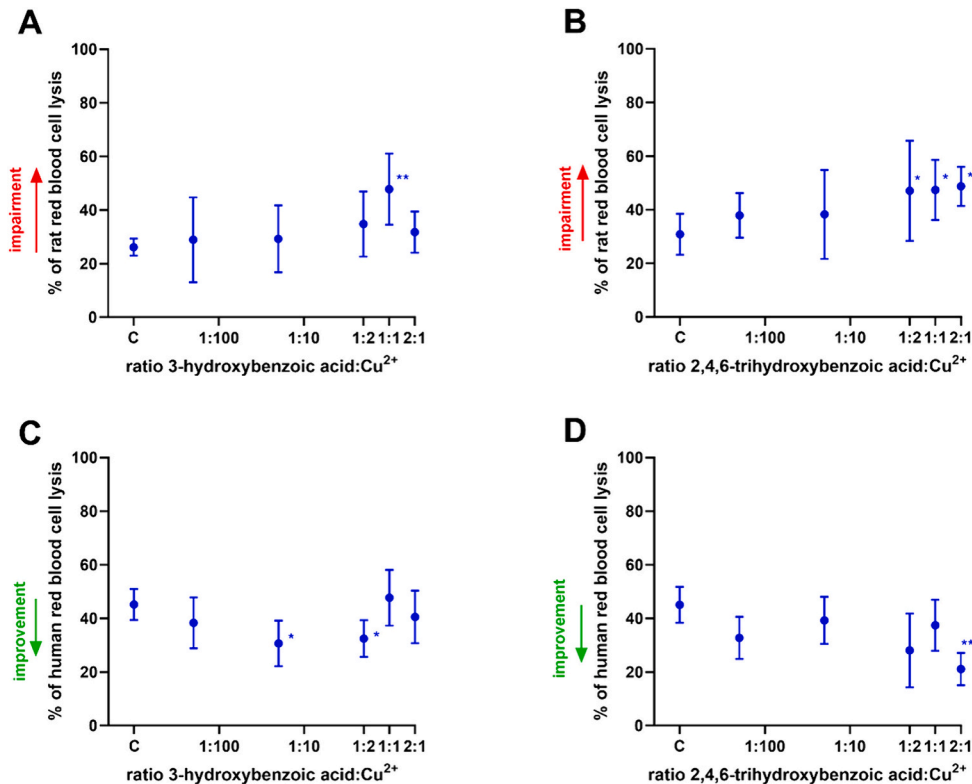 A
% of rat red blood cell lysis
impairment
100
80
60
40
20
0
**
C 1:100 1:10 1:2 1:1 2:1
ratio 3-hydroxybenzoic acid:Cu2+
B
% of rat red blood cell lysis
impairment
100
80
60
40
20
0
* * *
C 1:100 1:10 1:2 1:1 2:1
ratio 2,4,6-trihydroxybenzoic acid:Cu2+
C
% of human red blood cell lysis
improvement
100
80
60
40
20
0
* *
C 1:100 1:10 1:2 1:1 2:1
ratio 3-hydroxybenzoic acid:Cu2+
D
% of human red blood cell lysis
improvement
100
80
60
40
20
0
**
C 1:100 1:10 1:2 1:1 2:1
ratio 2,4,6-trihydroxybenzoic acid:Cu2+